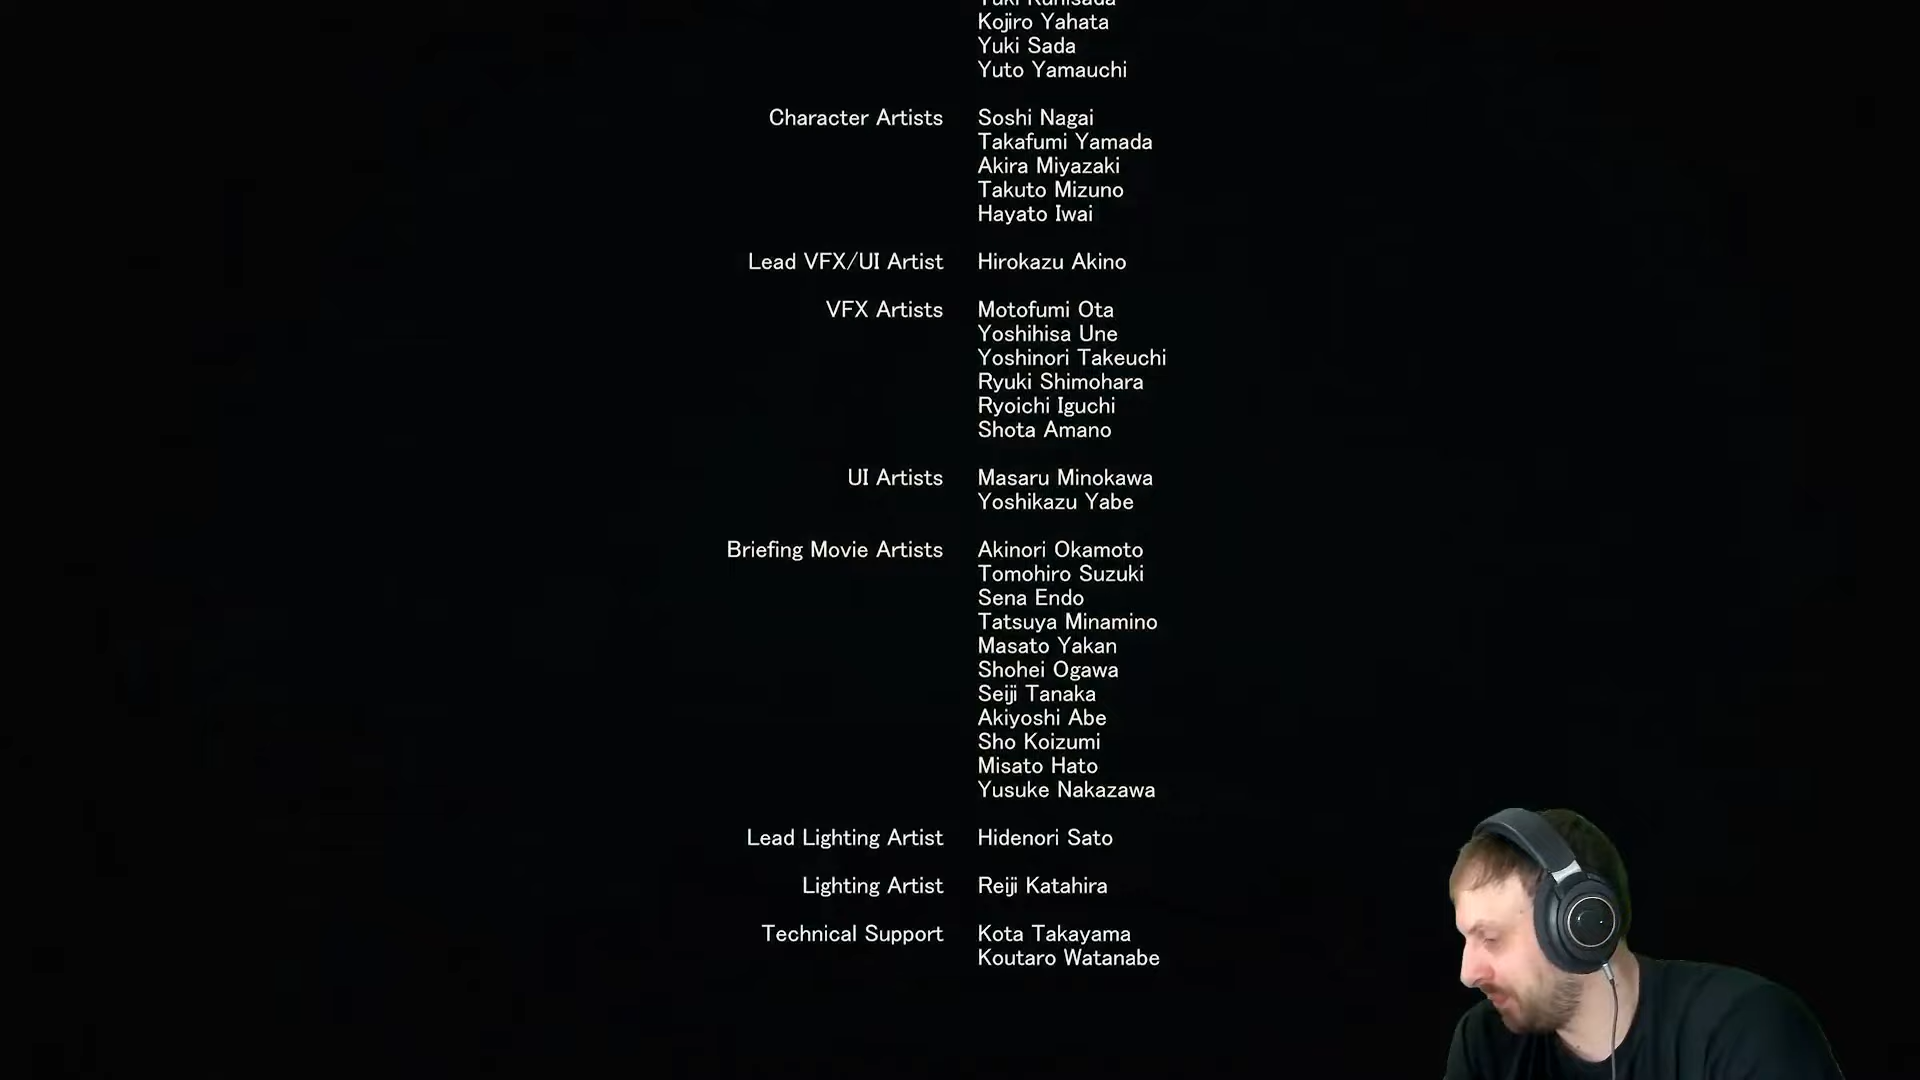 Yuki Kunisada
Kojiro Yahata
Yuki Sada
Yuto Yamauchi
Character Artists Soshi Nagai
Takafumi Yamada
Akira Miyazaki
Takuto Mizuno
Hayato Iwai
Lead VFX/UI Artist Hirokazu Akino
VFX Artists Motofumi Ota
Yoshihisa Une
Yoshinori Takeuchi
Ryuki Shimohara
Ryoichi Iguchi
Shota Amano
UI Artists Masaru Minokawa
Yoshikazu Yabe
Briefing Movie Artists Akinori Okamoto
Tomohiro Suzuki
Sena Endo
Tatsuya Minamino
Masato Yakan
Shohei Ogawa
Seiji Tanaka
Akiyoshi Abe
Sho Koizumi
Misato Hato
Yusuke Nakazawa
Lead Lighting Artist Hidenori Sato
Lighting Artist Reiji Katahira
Technical Support Kota Takayama
Koutaro Watanabe